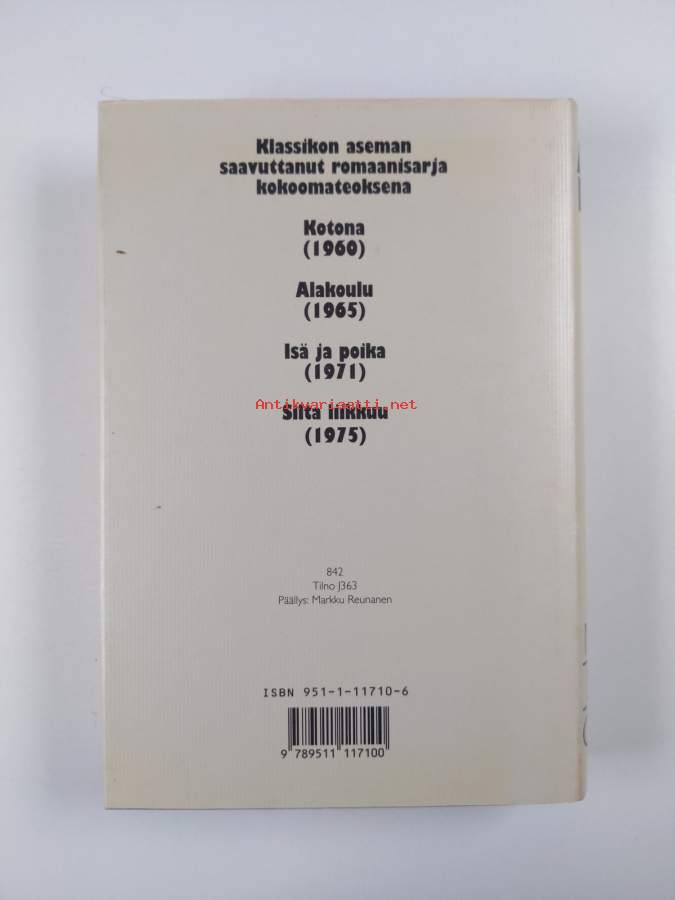 Klassikon aseman
saavuttanut romaanisarja
kokoomateoksena
Kotona
(1960)
Alakoulu
(1965)
Isä ja poika
(1971)
Antikvariaatti.net
Silta liikkuu
(1975)
842
Tilno J363
Päällys: Markku Reunanen
ISBN 951-1-11710-6
9 789511 117100